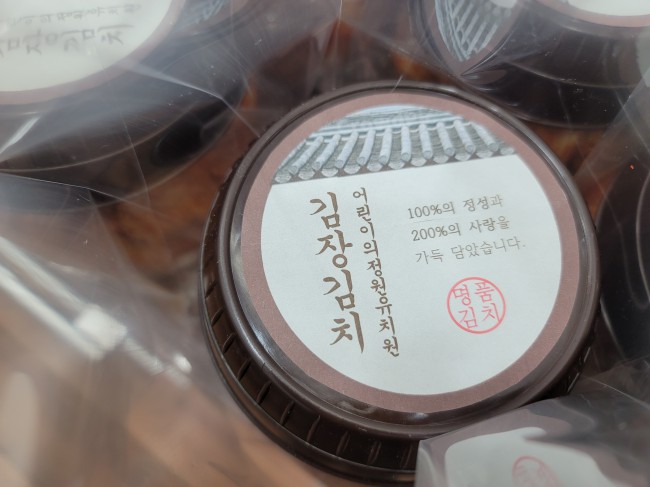 어린이의정원유치원
김장김치
100%의 정성과
200%의 사랑을
가득 담았습니다.
명품
김치